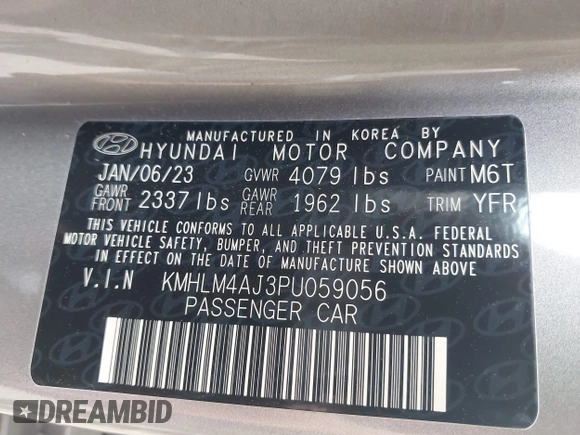 MANUFACTURED IN KOREA BY
HYUNDAI MOTOR COMPANY
JAN/06/23 GVWR 4079 lbs PAINT M6T
GAWR FRONT 2337 lbs GAWR REAR 1962 lbs TRIM YFR
THIS VEHICLE CONFORMS TO ALL APPLICABLE U.S.A. FEDERAL
MOTOR VEHICLE SAFETY, BUMPER, AND THEFT PREVENTION STANDARDS
IN EFFECT ON THE DATE OF MANUFACTURE SHOWN ABOVE.
V.I.N KMHLM4AJ3PU059056
PASSENGER CAR
DREAMBID